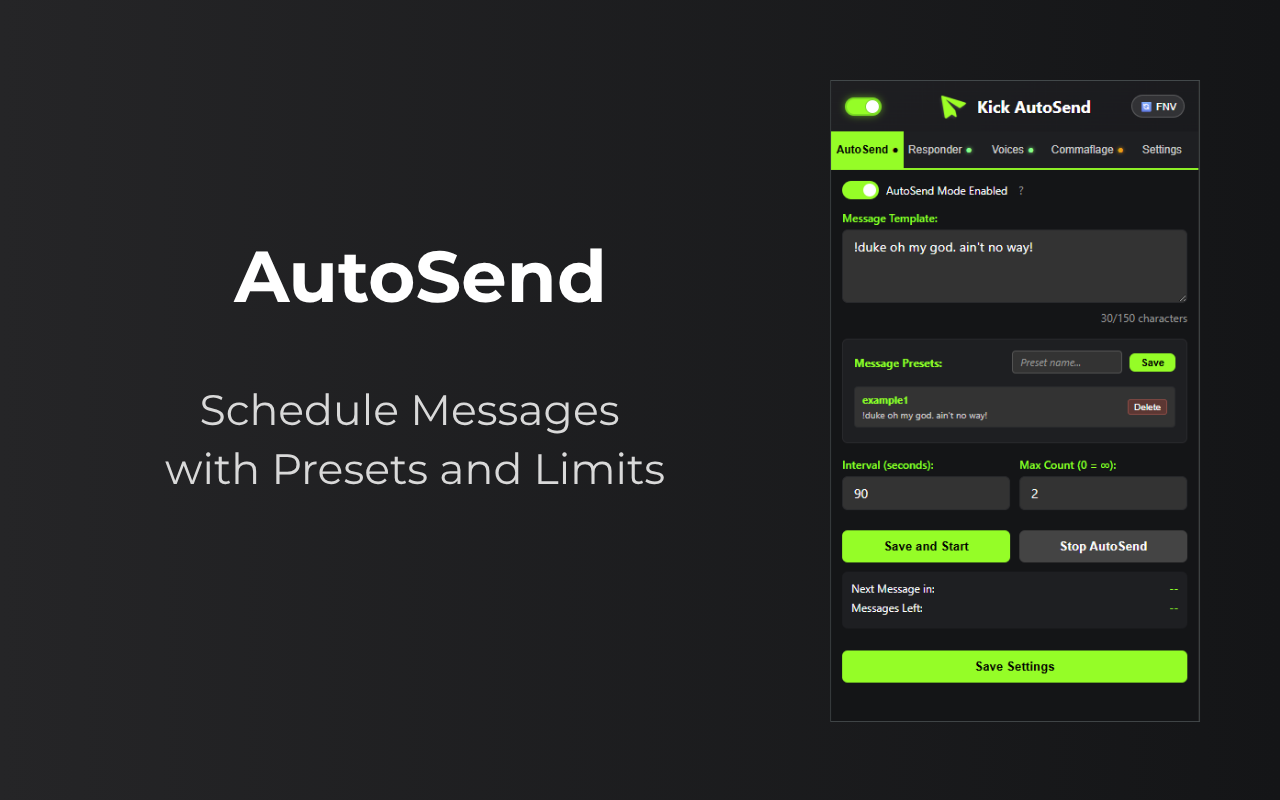 AutoSend
Schedule Messages
with Presets and Limits
Kick AutoSend
FNV
AutoSend
Responder
Voices
Commaflage
Settings
AutoSend Mode Enabled ?
Message Template:
!duke oh my god. ain't no way!
30/150 characters
Message Presets:
Preset name...
Save
example1
!duke oh my god. ain't no way!
Delete
Interval (seconds):
Max Count (0 = ∞):
90
2
Save and Start
Stop AutoSend
Next Message in: --
Messages Left: --
Save Settings